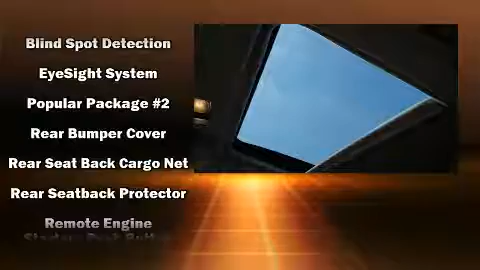 Blind Spot Detection
EyeSight System
Popular Package #2
Rear Bumper Cover
Rear Seat Back Cargo Net
Rear Seatback Protector
Remote Engine